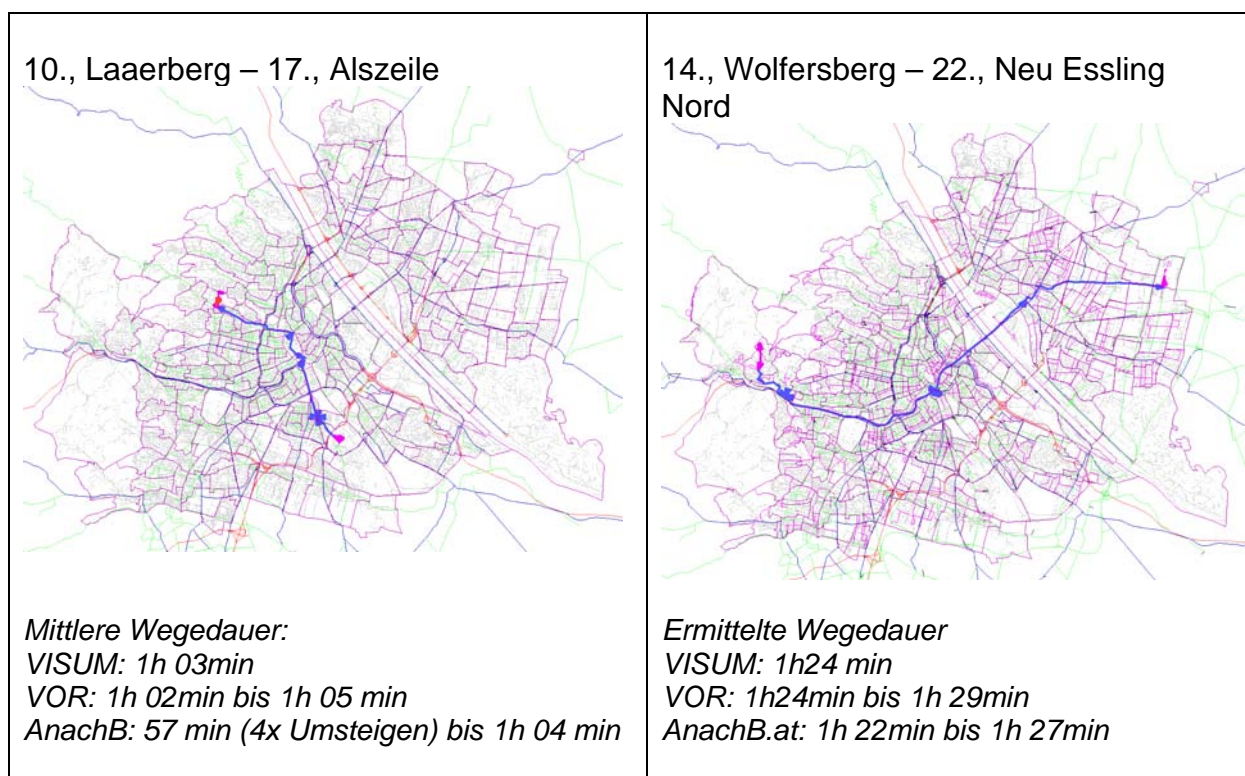 10., Laaerberg – 17., Alszeile
Mittlere Wegedauer:
VISUM: 1h 03min
VOR: 1h 02min bis 1h 05 min
AnachB: 57 min (4x Umsteigen) bis 1h 04 min
14., Wolfersberg – 22., Neu Essling
Nord
Ermittelte Wegedauer
VISUM: 1h24 min
VOR: 1h24min bis 1h 29min
AnachB.at: 1h 22min bis 1h 27min